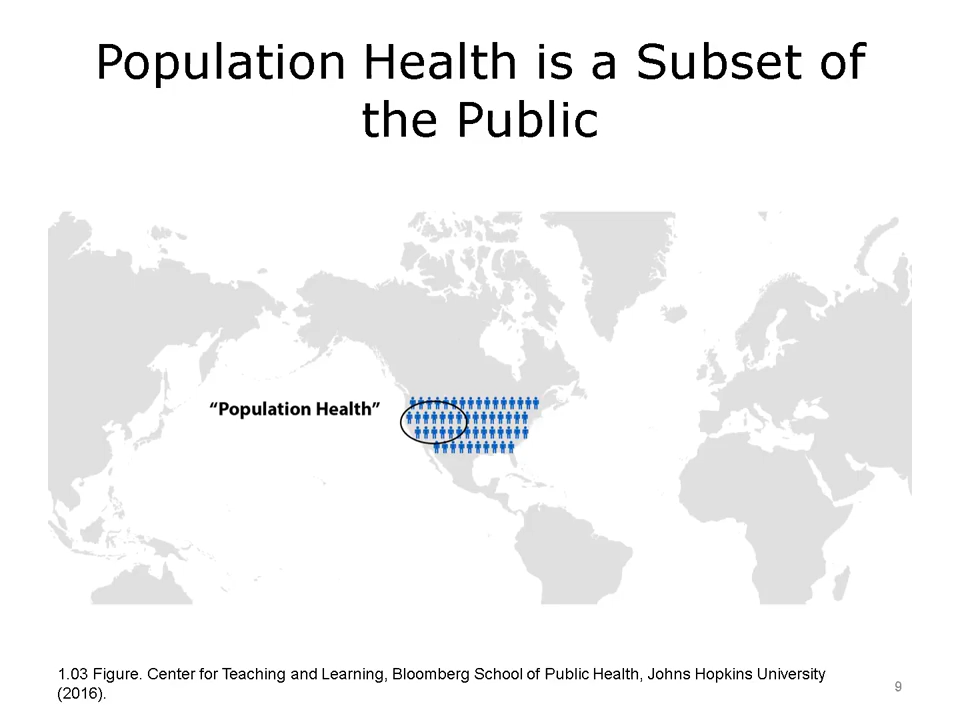 Population Health is a Subset of
the Public
“Population Health”
1.03 Figure. Center for Teaching and Learning, Bloomberg School of Public Health, Johns Hopkins University
(2016).
9